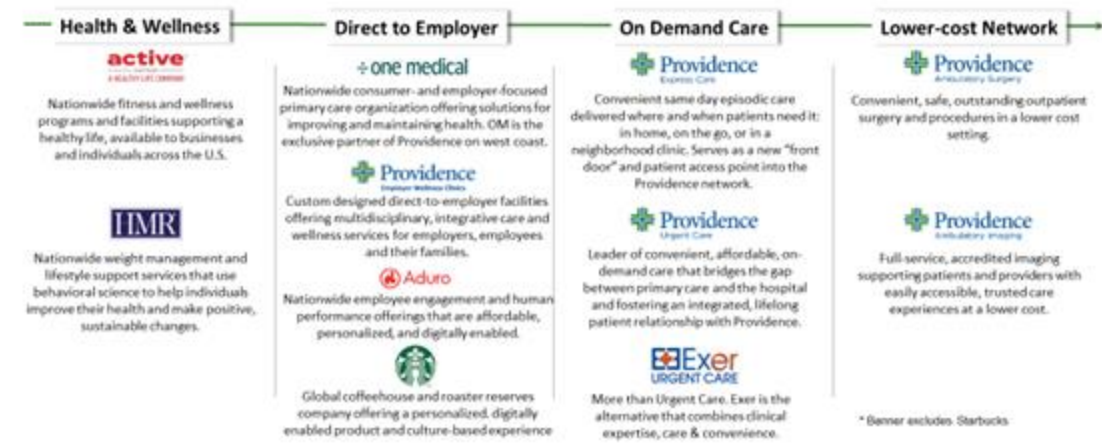 Health & Wellness
Direct to Employer
On Demand Care
Lower-cost Network
active
A HEALTHY LIFE COMPANY
Nationwide fitness and wellness
programs and facilities supporting a
healthy life, available to businesses
and individuals across the U.S.
HMR
Nationwide weight management and
lifestyle support services that use
behavioral science to help individuals
improve their health and make positive,
sustainable changes.
one medical
Nationwide consumer- and employer-focused
primary care organization offering solutions for
improving and maintaining health. OM is the
exclusive partner of Providence on west coast.
Providence
Employer Wellness Clinics
Custom designed direct-to-employer facilities
offering multidisciplinary, integrative care and
wellness services for employers, employees
and their families.
Aduro
Nationwide employee engagement and human
performance offerings that are affordable,
personalized, and digitally enabled.
Global coffeehouse and roaster reserves
company offering a personalized. digitally
enabled product and culture-based experience
Providence
Express Care
Convenient same day episodic care
delivered where and when patients need it:
in home, on the go, or in a
neighborhood clinic. Serves as a new "front
door" and patient access point into the
Providence network.
Providence
Urgent Care
Leader of convenient, affordable, on-
demand care that bridges the gap
between primary care and the hospital
and fostering an integrated, lifelong
patient relationship with Providence.
Exer
URGENT CARE
More than Urgent Care. Exer is the
alternative that combines clinical
expertise, care & convenience.
Providence
Ambulatory Surgery
Convenient, safe, outstanding outpatient
surgery and procedures in a lower cost
setting.
Providence
Ambulatory Imaging
Full-service, accredited imaging
supporting patients and providers with
easily accessible, trusted care
experiences at a lower cost.
* Banner excludes Starbucks